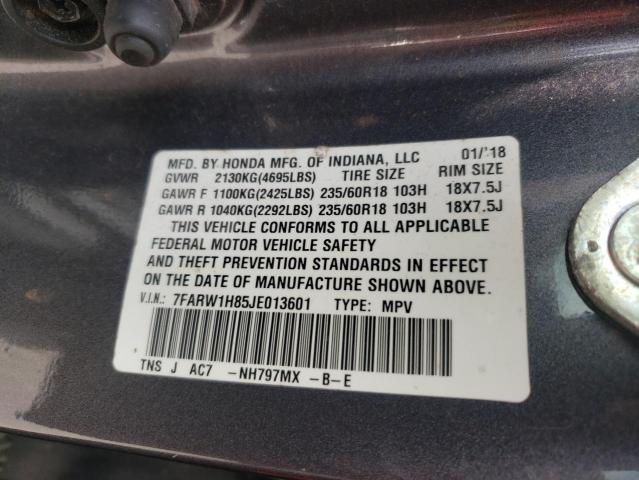 MFD. BY HONDA MFG. OF INDIANA, LLC 01/'18
GVWR 2130KG(4695LBS) TIRE SIZE RIM SIZE
GAWR F 1100KG(2425LBS) 235/60R18 103H 18X7.5J
GAWR R 1040KG(2292LBS) 235/60R18 103H 18X7.5J
THIS VEHICLE CONFORMS TO ALL APPLICABLE
FEDERAL MOTOR VEHICLE SAFETY
AND THEFT PREVENTION STANDARDS IN EFFECT
ON THE DATE OF MANUFACTURE SHOWN ABOVE.
V.I.N.: 7FARW1H85JE013601 TYPE: MPV
TNS J AC7 -NH797MX -B-E